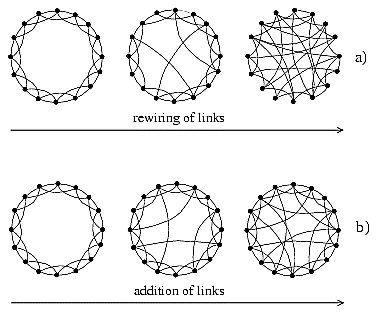 a)
rewiring of links
b)
addition of links